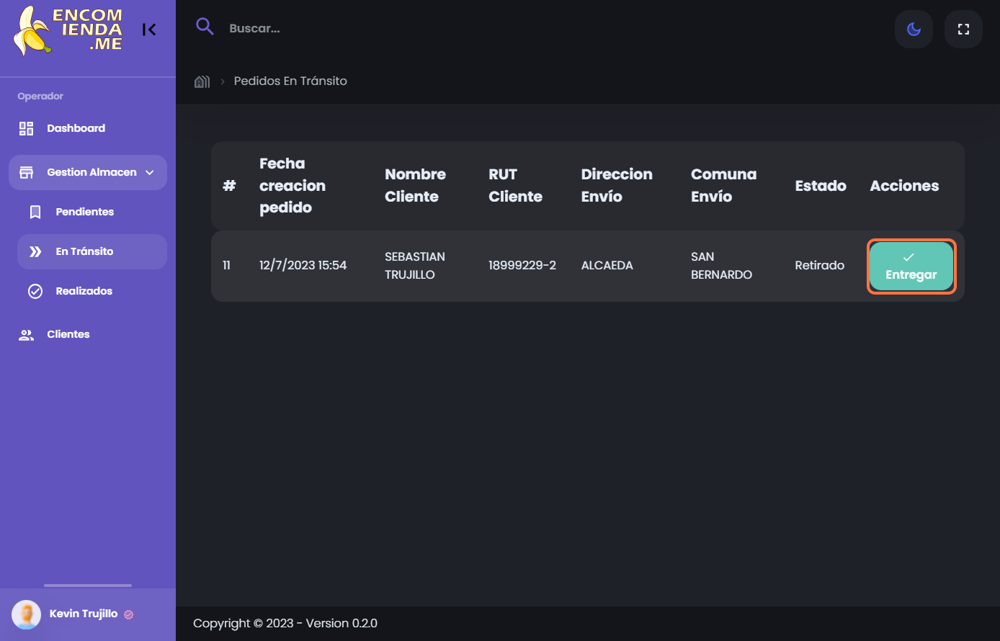 ENCOM
IENDA
.ME
Buscar...
Pedidos En Tránsito
Operador
Dashboard
Gestion Almacen
Pendientes
En Tránsito
Realizados
Clientes
#
Fecha
creacion
pedido
Nombre
Cliente
RUT
Cliente
Direccion
Envío
Comuna
Envío
Estado
Acciones
11
12/7/2023 15:54
SEBASTIAN
TRUJILLO
18999229-2
ALCAEDA
SAN
BERNARDO
Retirado
Entregar
Kevin Trujillo
Copyright © 2023 - Version 0.2.0